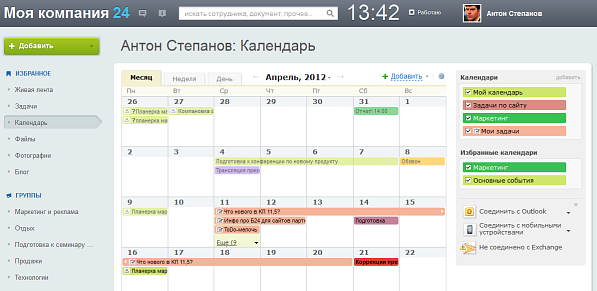 Моя компания 24
искать сотрудника, документ, прочее...
13:42
Работаю
Антон Степанов
Добавить
Антон Степанов: Календарь
ИЗБРАННОЕ
Живая лента
Задачи
Календарь
Файлы
Фотографии
Блог
ГРУППЫ
Маркетинг и реклама
Отдых
Подготовка к семинару ...
Продажи
Технологии
Месяц Неделя День
Апрель, 2012
Добавить
Пн Вт Ср Чт Пт Сб Вс
26 27 28 29 30 31 1
?Планерка ма
Компановка с
Отчет! 14:00
?Планерка ма
2 3 4 5 6 7 8
Подготовка к конференции по новому продукту
Обзвон
Трансляция през
9 10 11 12 13 14 15
Планерка мар
Что нового в КП 11,5?
Инфо про Б24 для сайтов парт
Подготовка
ToDo-мелочь
Еще (9
16 17 18 19 20 21 22
Что нового в КП 11,5?
Коррекция пре
Планерка мар
Календари
добавить
Мой календарь
Задачи по сайту
Маркетинг
Мои задачи
Избранные календари
Маркетинг
Основные события
Соединить с Outlook
Соединить с мобильными
устройствами
Не соединено с Exchange